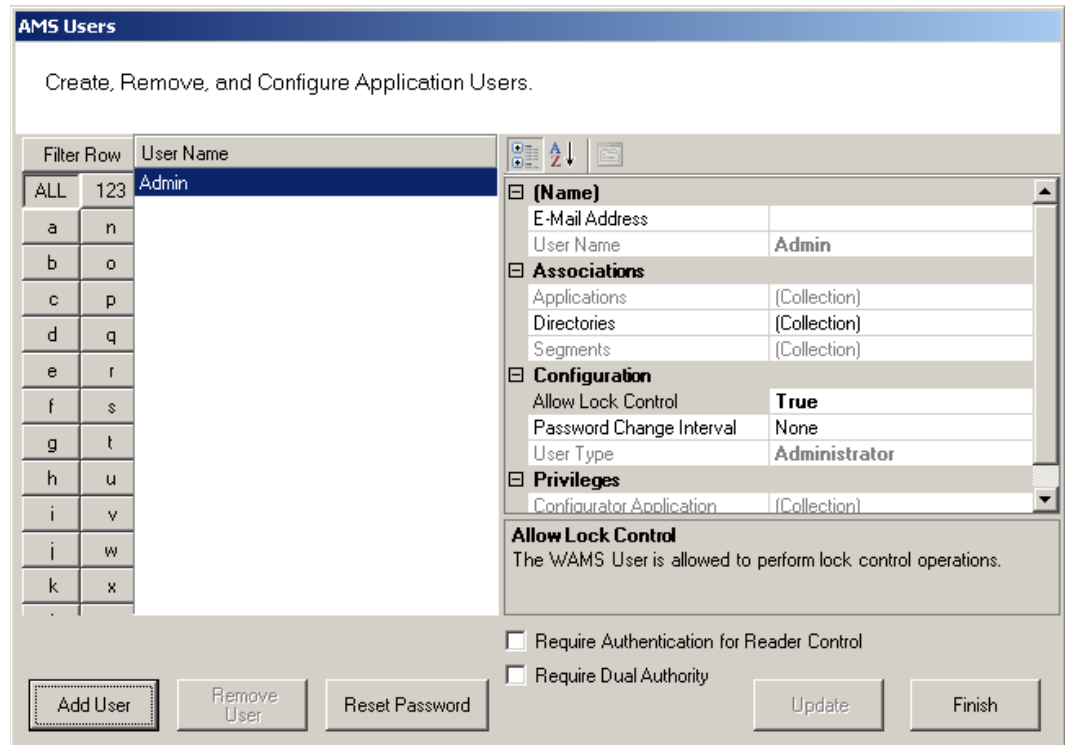 AMS Users
Create, Remove, and Configure Application Users.
Filter Row
User Name
ALL 123
a n
b o
c p
d q
e r
f s
g t
h u
i v
j w
k x
Admin
(Name)
E-Mail Address
User Name Admin
Associations
Applications (Collection)
Directories (Collection)
Segments (Collection)
Configuration
Allow Lock Control True
Password Change Interval None
User Type Administrator
Privileges
Configurator Application (Collection)
Allow Lock Control
The WAMS User is allowed to perform lock control operations.
Require Authentication for Reader Control
Require Dual Authority
Add User
Remove
User
Reset Password
Update
Finish